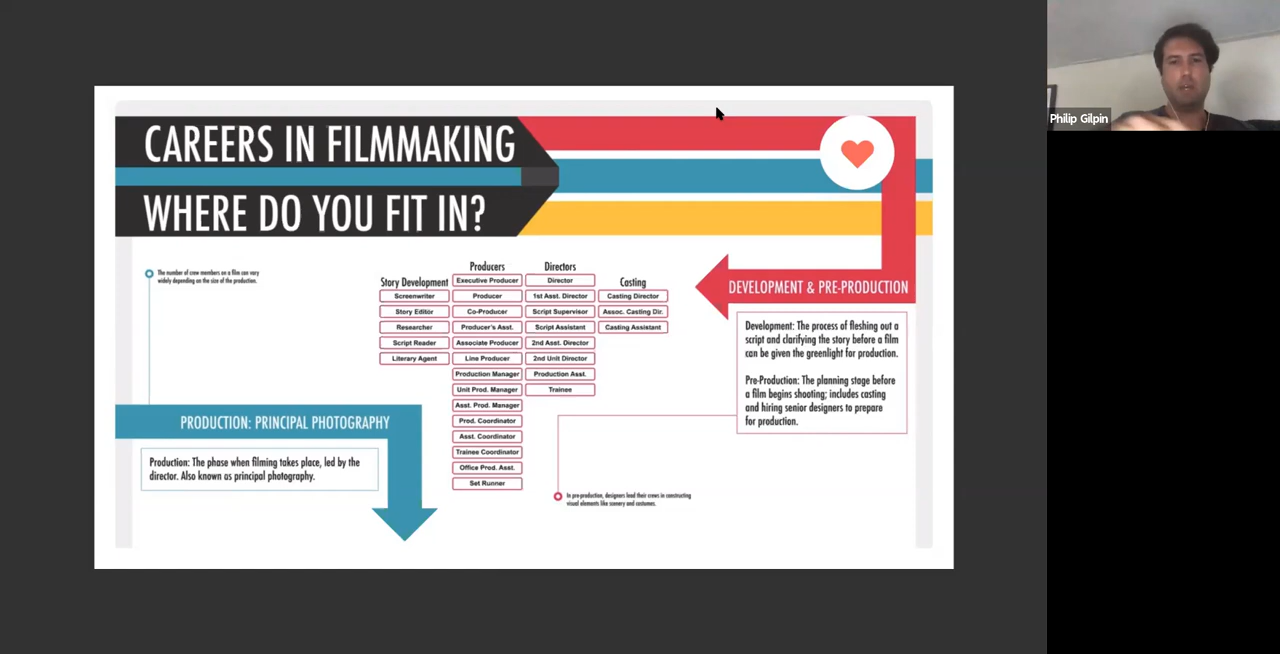 CAREERS IN FILMMAKING
WHERE DO YOU FIT IN?
Philip Gilpin
The number of crew members on a film can vary
widely depending on the size of the production.
Story Development
Screenwriter
Story Editor
Researcher
Script Reader
Literary Agent
Producers
Executive Producer
Producer
Co-Producer
Producer's Asst.
Associate Producer
Line Producer
Production Manager
Unit Prod. Manager
Asst. Prod. Manager
Prod. Coordinator
Asst. Coordinator
Trainee Coordinator
Office Prod. Asst.
Set Runner
Directors
Director
1st Asst. Director
Script Supervisor
Script Assistant
2nd Asst. Director
2nd Unit Director
Production Asst.
Trainee
Casting
Casting Director
Assoc. Casting Dir.
Casting Assistant
DEVELOPMENT & PRE-PRODUCTION
Development: The process of fleshing out a
script and clarifying the story before a film
can be given the greenlight for production.
Pre-Production: The planning stage before
a film begins shooting; includes casting
and hiring senior designers to prepare
for production.
PRODUCTION: PRINCIPAL PHOTOGRAPHY
Production: The phase when filming takes place, led by the
director. Also known as principal photography.
In pre-production, designers lead their crews in constructing
visual elements like scenery and costumes.